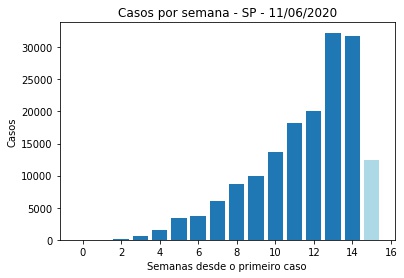 Casos por semana - SP - 11/06/2020
Casos
30000
25000
20000
15000
10000
5000
0
0 2 4 6 8 10 12 14 16
Semanas desde o primeiro caso